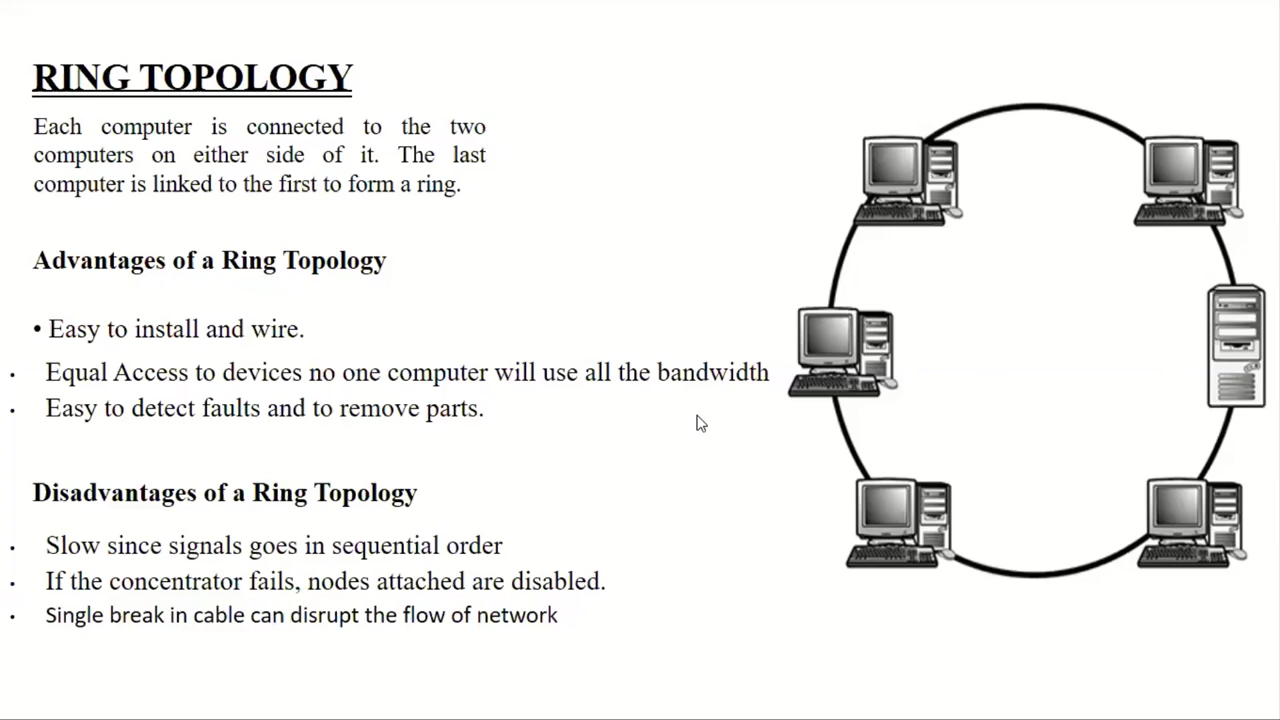 RING TOPOLOGY
Each computer is connected to the two
computers on either side of it. The last
computer is linked to the first to form a ring.
Advantages of a Ring Topology
• Easy to install and wire.
• Equal Access to devices no one computer will use all the bandwidth
• Easy to detect faults and to remove parts.
Disadvantages of a Ring Topology
• Slow since signals goes in sequential order
• If the concentrator fails, nodes attached are disabled.
• Single break in cable can disrupt the flow of network